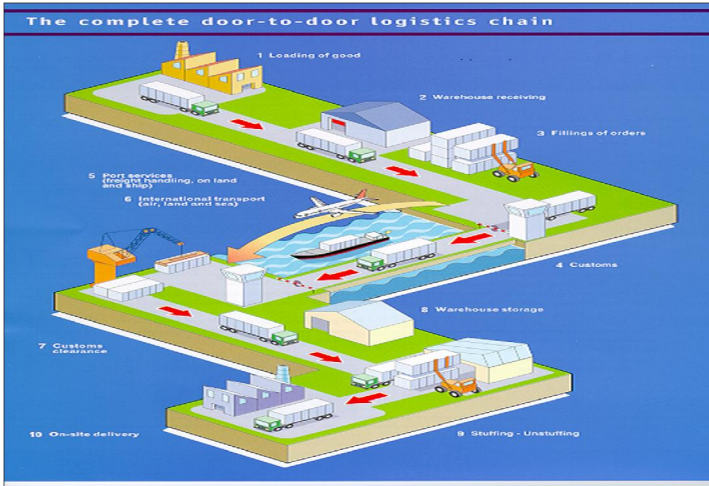 The complete door-to-door logistics chain
1 Loading of good
2 Warehouse receiving
3 Fillings of orders
5 Port services
(freight handling, on land
and ship)
6 International transport
(air, land and sea)
4 Customs
8 Warehouse storage
7 Customs
clearance
10 On-site delivery
9 Stuffing - Unstuffing